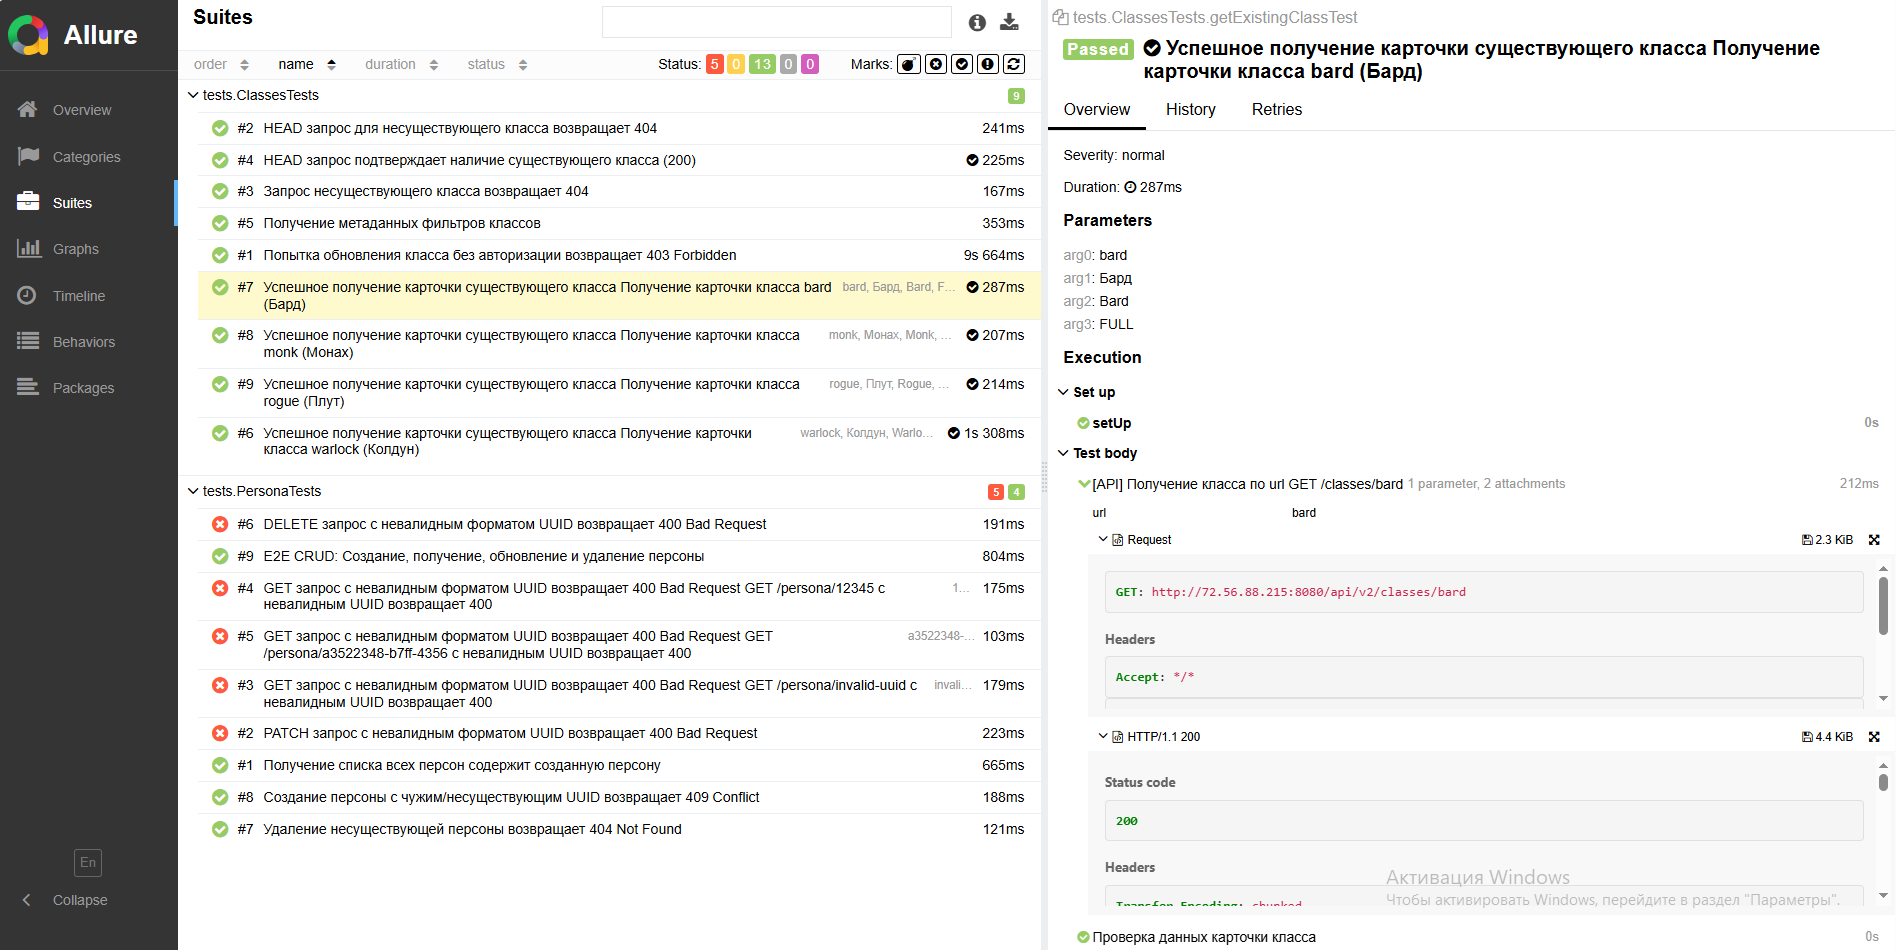 Allure
Overview
Categories
Suites
Graphs
Timeline
Behaviors
Packages
En
Collapse
Suites
order name duration status Status: 5 0 13 0 0 Marks:
tests.ClassesTests 9
#2 HEAD запрос для несуществующего класса возвращает 404 241ms
#4 HEAD запрос подтверждает наличие существующего класса (200) 225ms
#3 Запрос несуществующего класса возвращает 404 167ms
#5 Получение метаданных фильтров классов 353ms
#1 Попытка обновления класса без авторизации возвращает 403 Forbidden 9s 664ms
#7 Успешное получение карточки существующего класса Получение карточки класса bard bard, Бард, Bard, F… 287ms
(Бард)
#8 Успешное получение карточки существующего класса Получение карточки класса monk, Монах, Monk, … 207ms
monk (Монах)
#9 Успешное получение карточки существующего класса Получение карточки класса rogue, Плут, Rogue, … 214ms
rogue (Плут)
#6 Успешное получение карточки существующего класса Получение карточки warlock, Колдун, Warlo… 1s 308ms
класса warlock (Колдун)
tests.PersonaTests 5 4
#6 DELETE запрос с невалидным форматом UUID возвращает 400 Bad Request 191ms
#9 E2E CRUD: Создание, получение, обновление и удаление персоны 804ms
#4 GET запрос с невалидным форматом UUID возвращает 400 Bad Request GET /persona/12345 с 1… 175ms
невалидным UUID возвращает 400
#5 GET запрос с невалидным форматом UUID возвращает 400 Bad Request GET a3522348-… 103ms
/persona/a3522348-b7ff-4356 с невалидным UUID возвращает 400
#3 GET запрос с невалидным форматом UUID возвращает 400 Bad Request GET /persona/invalid-uuid с invali… 179ms
невалидным UUID возвращает 400
#2 PATCH запрос с невалидным форматом UUID возвращает 400 Bad Request 223ms
#1 Получение списка всех персон содержит созданную персону 665ms
#8 Создание персоны с чужим/несуществующим UUID возвращает 409 Conflict 188ms
#7 Удаление несуществующей персоны возвращает 404 Not Found 121ms
tests.ClassesTests.getExistingClassTest
Passed Успешное получение карточки существующего класса Получение
карточки класса bard (Бард)
Overview History Retries
Severity: normal
Duration: 287ms
Parameters
arg0: bard
arg1: Бард
arg2: Bard
arg3: FULL
Execution
Set up
setUp 0s
Test body
[API] Получение класса по url GET /classes/bard 1 parameter, 2 attachments 212ms
url bard
Request 2.3 KiB
GET: http://72.56.88.215:8080/api/v2/classes/bard
Headers
Accept: */*
HTTP/1.1 200 4.4 KiB
Status code
200
Headers
Transfer-Encoding: chunked
Активация Windows
Чтобы активировать Windows, перейдите в раздел "Параметры".
Проверка данных карточки класса 0s